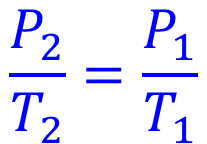 P₂/T₂ = P₁/T₁